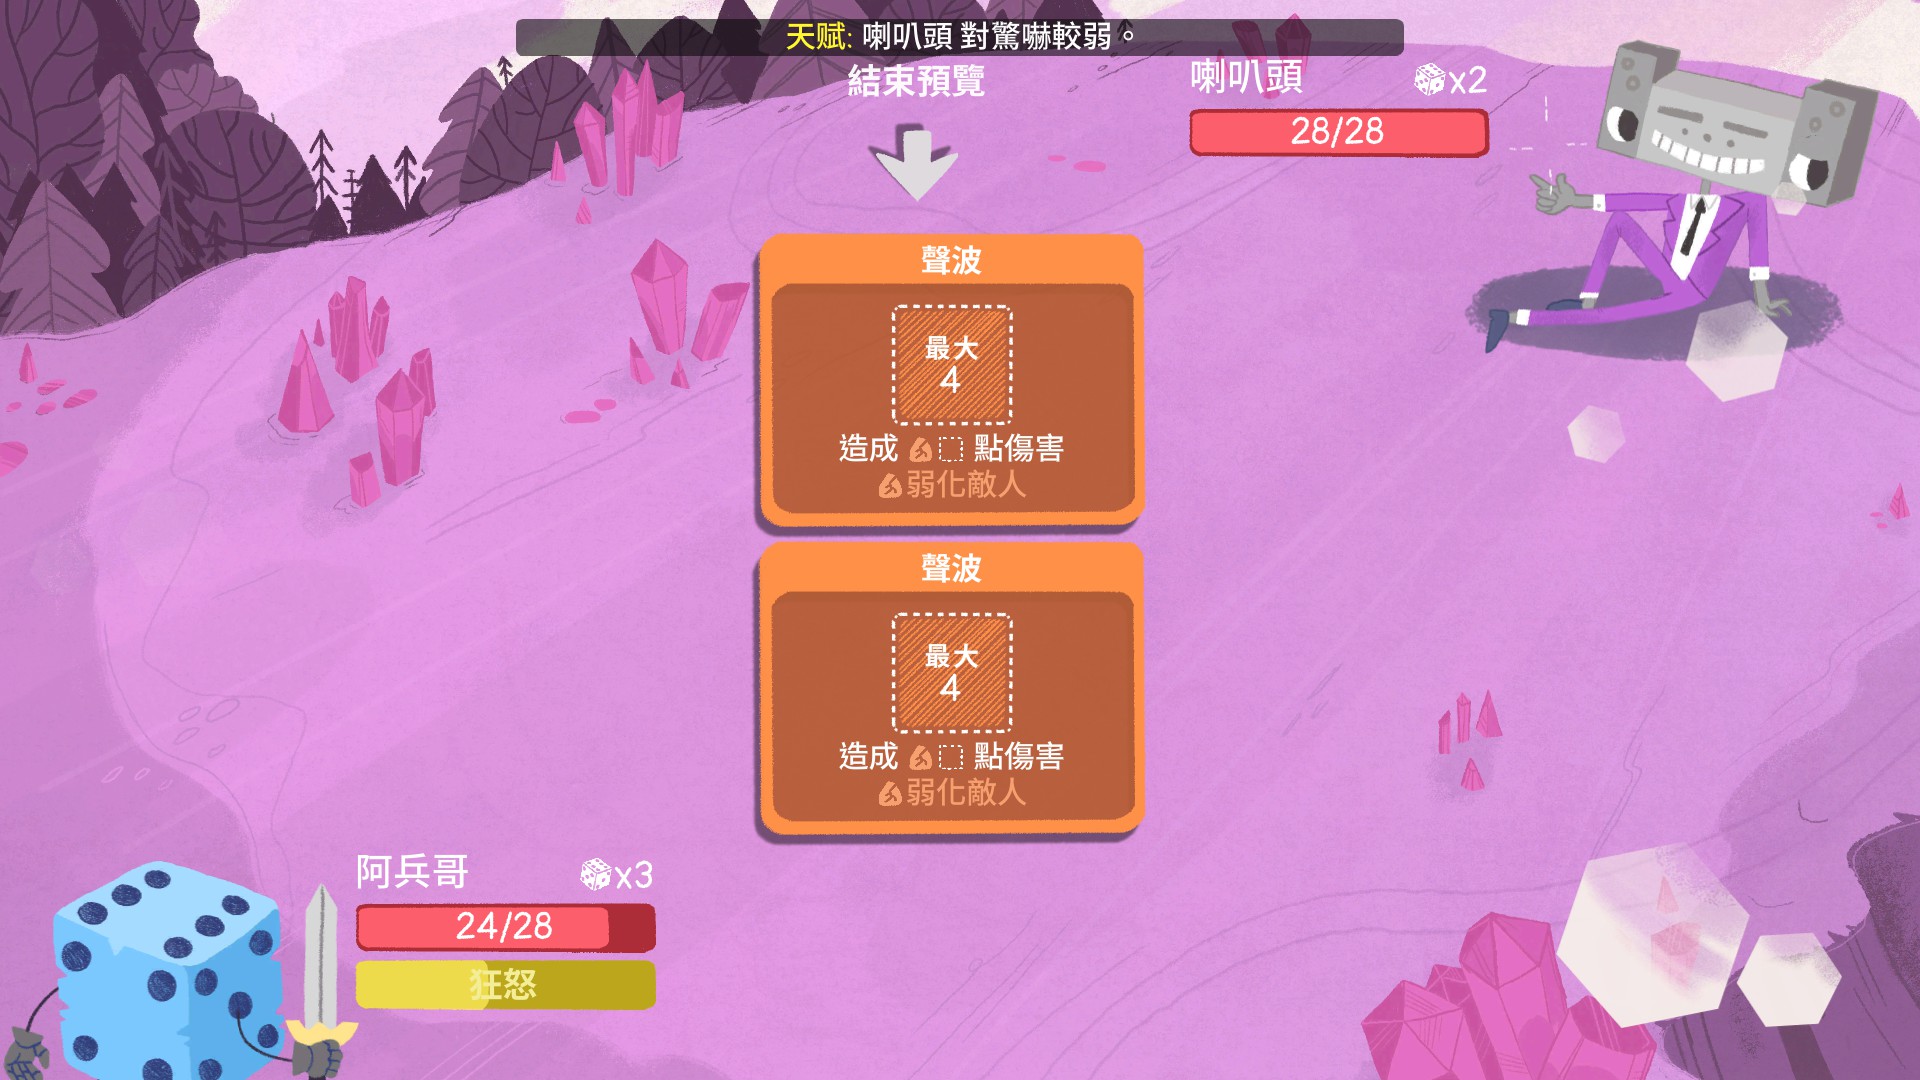 天赋: 喇叭頭 對驚嚇較弱。
結束預覽
喇叭頭 x2
28/28
聲波
最大
4
造成 點傷害
弱化敵人
聲波
最大
4
造成 點傷害
弱化敵人
阿兵哥 x3
24/28
狂怒